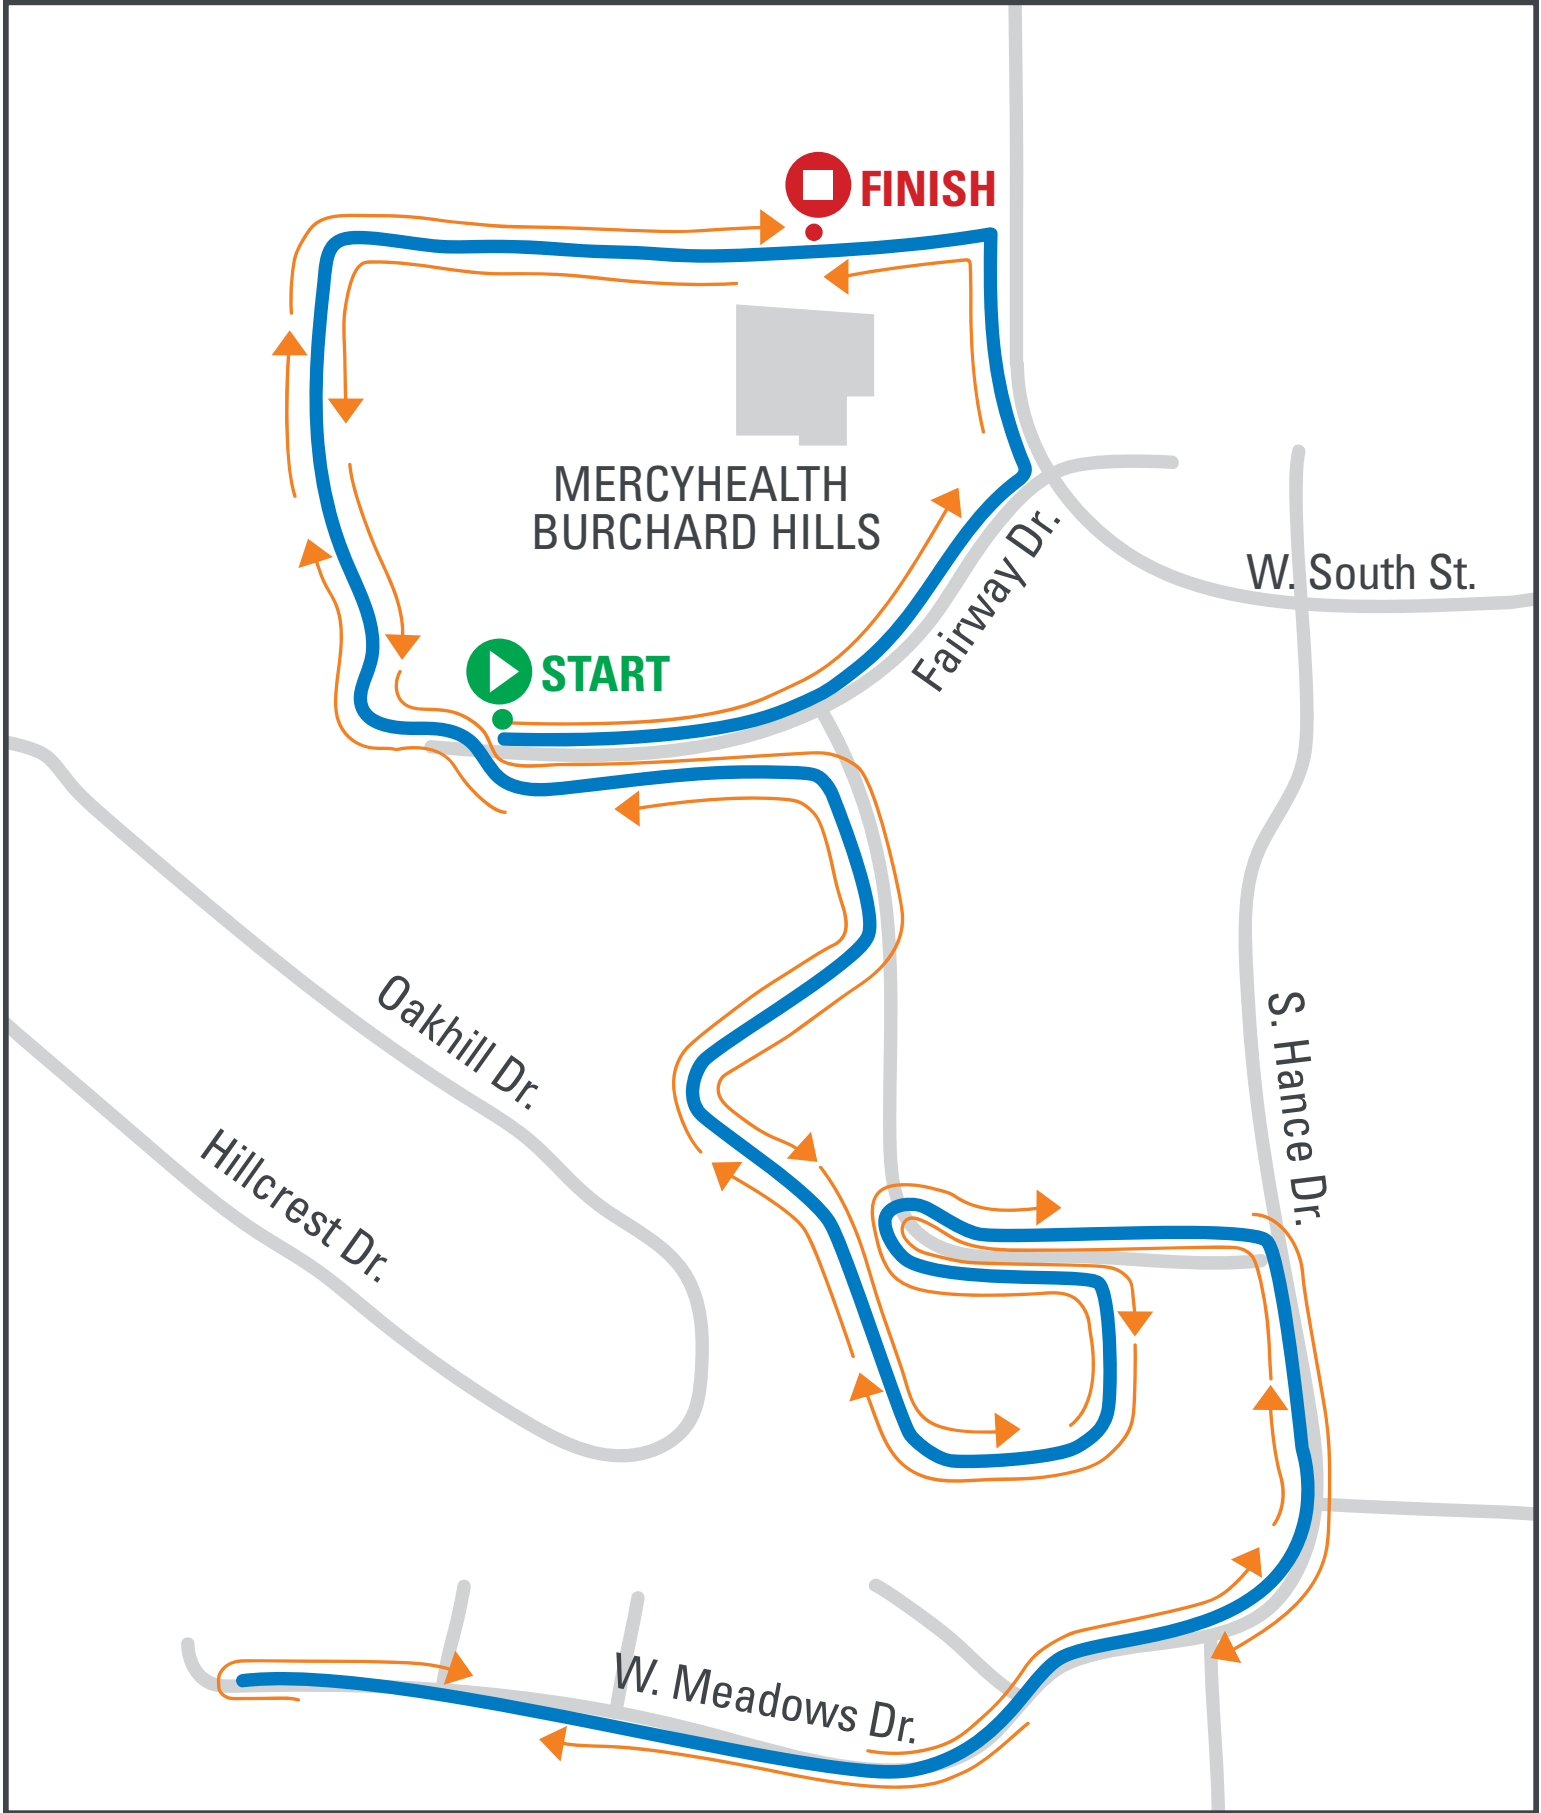 FINISH
MERCYHEALTH
BURCHARD HILLS
Fairway Dr.
W. South St.
START
Oakhill Dr.
S. Hance Dr.
Hillcrest Dr.
W. Meadows Dr.